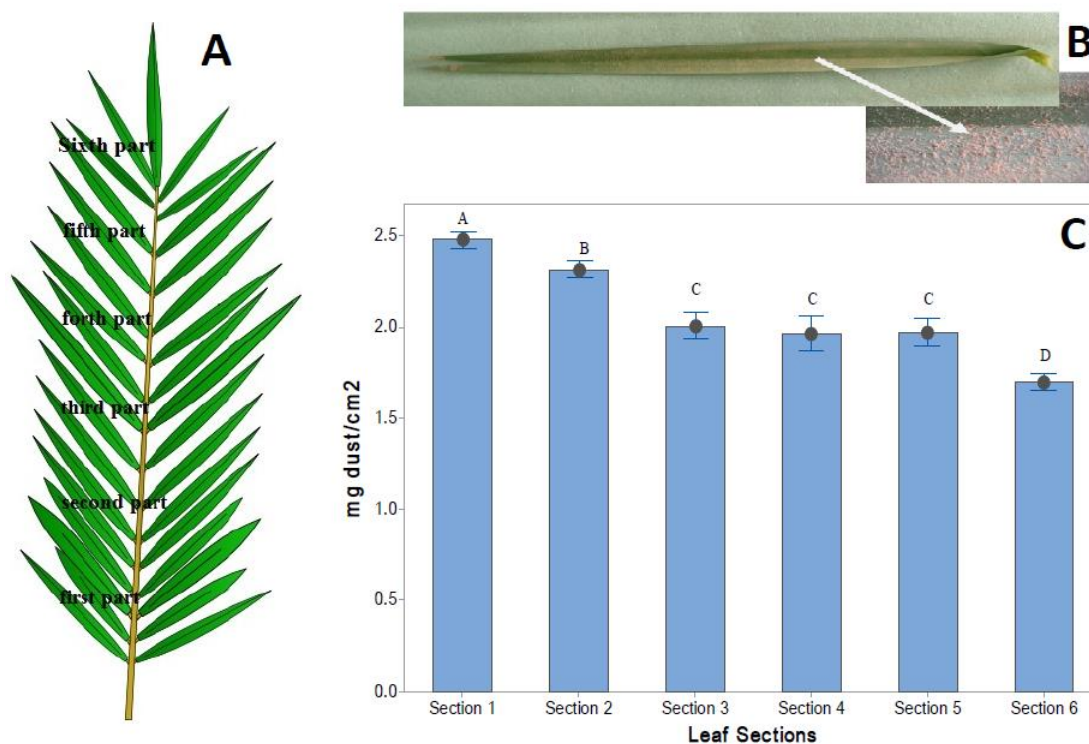 A
Sixth part
fifth part
forth part
third part
second part
first part
B
C
mg dust/cm2
2.5
2.0
1.5
1.0
0.5
0.0
A
B
C
C
C
D
Section 1
Section 2
Section 3
Section 4
Section 5
Section 6
Leaf Sections